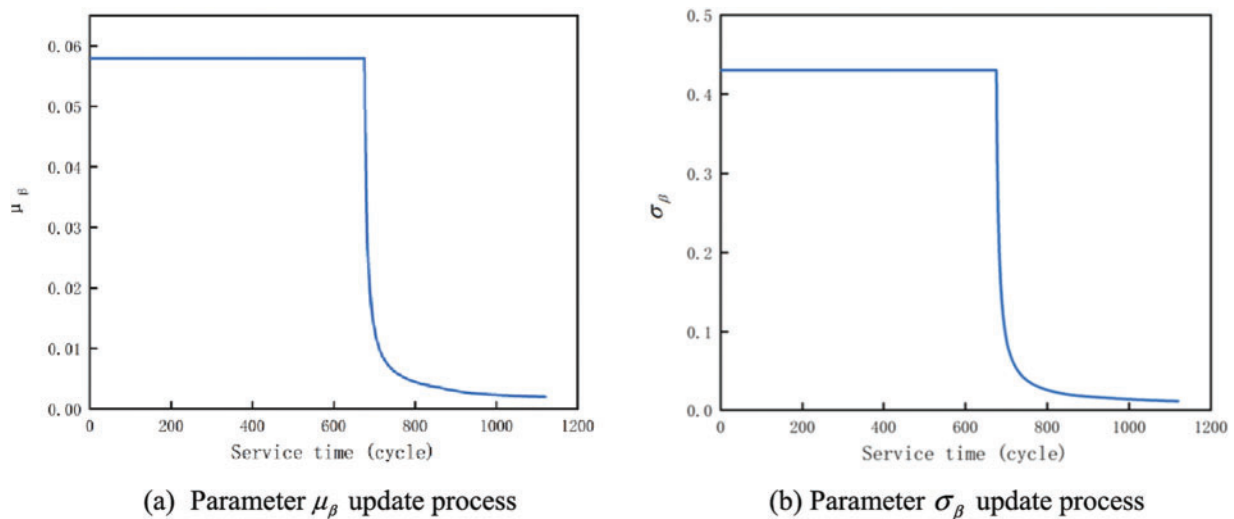 0.06
0.05
0.04
0.03
0.02
0.01
0.00
μ β
0 200 400 600 800 1000 1200
Service time (cycle)
(a) Parameter μβ update process
0.5
0.4
0.3
0.2
0.1
0.0
σβ
0 200 400 600 800 1000 1200
Service time (cycle)
(b) Parameter σβ update process